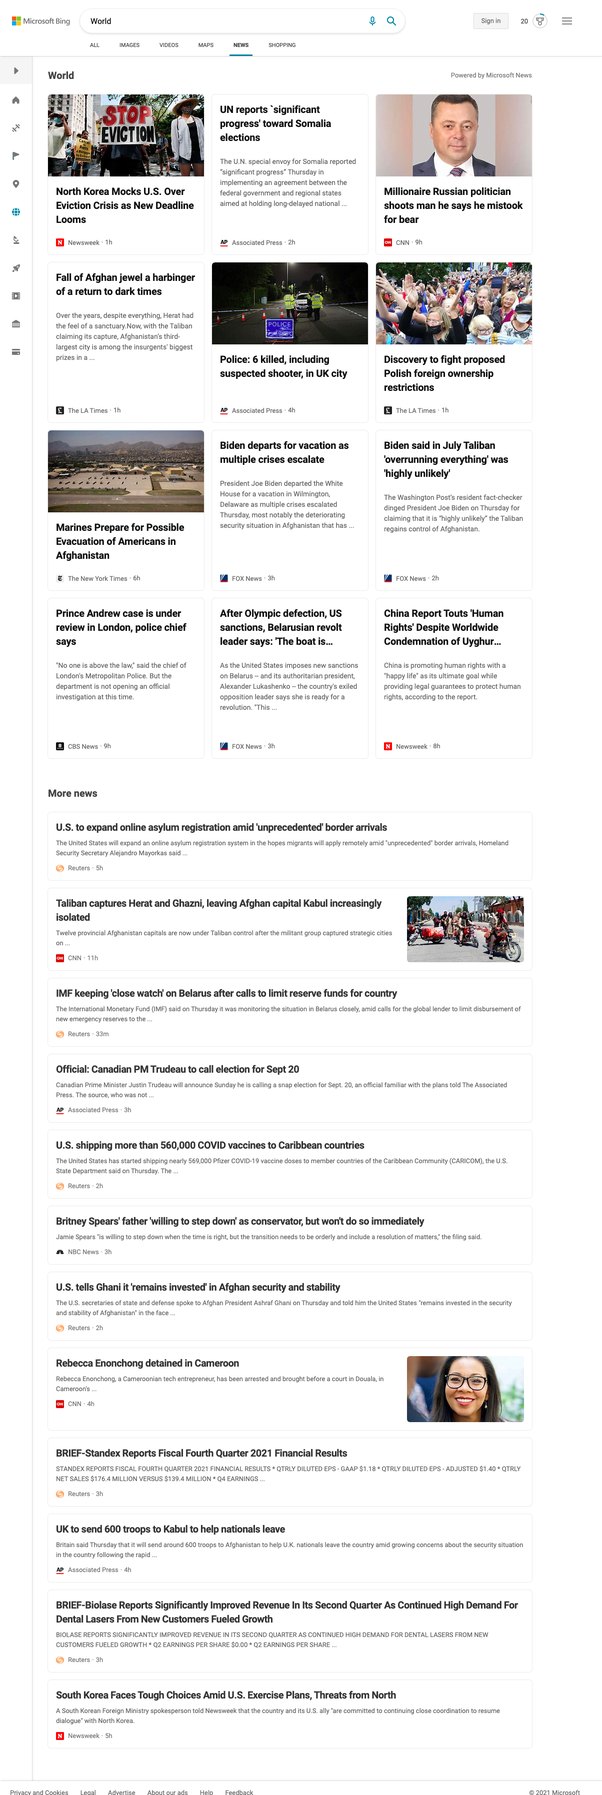 Microsoft Bing
World
Sign in
20
ALL
IMAGES
VIDEOS
MAPS
NEWS
SHOPPING
World
Powered by Microsoft News
STOP
EVICTION
North Korea Mocks U.S. Over
Eviction Crisis as New Deadline
Looms
Newsweek · 1h
UN reports `significant
progress' toward Somalia
elections
The U.N. special envoy for Somalia reported
"significant progress" Thursday in
implementing an agreement between the
federal government and regional states
aimed at holding long-delayed national ...
Associated Press · 2h
Millionaire Russian politician
shoots man he says he mistook
for bear
CNN · 9h
Fall of Afghan jewel a harbinger
of a return to dark times
Over the years, despite everything, Herat had
the feel of a sanctuary.Now, with the Taliban
claiming its capture, Afghanistan's third-
largest city is among the insurgents' biggest
prizes in a ...
The LA Times · 1h
POLICE
Police: 6 killed, including
suspected shooter, in UK city
Associated Press · 4h
Discovery to fight proposed
Polish foreign ownership
restrictions
The LA Times · 1h
Marines Prepare for Possible
Evacuation of Americans in
Afghanistan
The New York Times · 6h
Biden departs for vacation as
multiple crises escalate
President Joe Biden departed the White
House for a vacation in Wilmington,
Delaware as multiple crises escalated
Thursday, most notably the deteriorating
security situation in Afghanistan that has ...
FOX News · 3h
Biden said in July Taliban
'overrunning everything' was
'highly unlikely'
The Washington Post's resident fact-checker
dinged President Joe Biden on Thursday for
claiming that it is "highly unlikely" the Taliban
regains control of Afghanistan.
FOX News · 2h
Prince Andrew case is under
review in London, police chief
says
"No one is above the law," said the chief of
London's Metropolitan Police. But the
department is not opening an official
investigation at this time.
CBS News · 9h
After Olympic defection, US
sanctions, Belarusian revolt
leader says: 'The boat is...
As the United States imposes new sanctions
on Belarus – and its authoritarian president,
Alexander Lukashenko – the country's exiled
opposition leader says she is ready for a
revolution. "This ...
FOX News · 3h
China Report Touts 'Human
Rights' Despite Worldwide
Condemnation of Uyghur...
China is promoting human rights with a
"happy life" as its ultimate goal while
providing legal guarantees to protect human
rights, according to the report.
Newsweek · 8h
More news
U.S. to expand online asylum registration amid 'unprecedented' border arrivals
The United States will expand an online asylum registration system in the hopes migrants will apply remotely amid "unprecedented" border arrivals, Homeland
Security Secretary Alejandro Mayorkas said ...
Reuters · 5h
Taliban captures Herat and Ghazni, leaving Afghan capital Kabul increasingly
isolated
Twelve provincial Afghanistan capitals are now under Taliban control after the militant group captured strategic cities
on ...
CNN · 11h
IMF keeping 'close watch' on Belarus after calls to limit reserve funds for country
The International Monetary Fund (IMF) said on Thursday it was monitoring the situation in Belarus closely, amid calls for the global lender to limit disbursement of
new emergency reserves to the ...
Reuters · 33m
Official: Canadian PM Trudeau to call election for Sept 20
Canadian Prime Minister Justin Trudeau will announce Sunday he is calling a snap election for Sept. 20, an official familiar with the plans told The Associated
Press. The source, who was not ...
Associated Press · 3h
U.S. shipping more than 560,000 COVID vaccines to Caribbean countries
The United States has started shipping nearly 569,000 Pfizer COVID-19 vaccine doses to member countries of the Caribbean Community (CARICOM), the U.S.
State Department said on Thursday. The ...
Reuters · 2h
Britney Spears' father 'willing to step down' as conservator, but won't do so immediately
Jamie Spears "is willing to step down when the time is right, but the transition needs to be orderly and include a resolution of matters," the filing said.
NBC News · 3h
U.S. tells Ghani it 'remains invested' in Afghan security and stability
The U.S. secretaries of state and defense spoke to Afghan President Ashraf Ghani on Thursday and told him the United States "remains invested in the security
and stability of Afghanistan" in the face ...
Reuters · 2h
Rebecca Enonchong detained in Cameroon
Rebecca Enonchong, a Cameroonian tech entrepreneur, has been arrested and brought before a court in Douala, in
Cameroon's ...
CNN · 4h
BRIEF-Standex Reports Fiscal Fourth Quarter 2021 Financial Results
STANDEX REPORTS FISCAL FOURTH QUARTER 2021 FINANCIAL RESULTS * QTRLY DILUTED EPS - GAAP $1.18 * QTRLY DILUTED EPS - ADJUSTED $1.40 * QTRLY
NET SALES $176.4 MILLION VERSUS $139.4 MILLION * Q4 EARNINGS ...
Reuters · 3h
UK to send 600 troops to Kabul to help nationals leave
Britain said Thursday that it will send around 600 troops to Afghanistan to help U.K. nationals leave the country amid growing concerns about the security situation
in the country following the rapid ...
Associated Press · 4h
BRIEF-Biolase Reports Significantly Improved Revenue In Its Second Quarter As Continued High Demand For
Dental Lasers From New Customers Fueled Growth
BIOLASE REPORTS SIGNIFICANTLY IMPROVED REVENUE IN ITS SECOND QUARTER AS CONTINUED HIGH DEMAND FOR DENTAL LASERS FROM NEW
CUSTOMERS FUELED GROWTH * Q2 EARNINGS PER SHARE $0.00 * Q2 EARNINGS PER SHARE ...
Reuters · 3h
South Korea Faces Tough Choices Amid U.S. Exercise Plans, Threats from North
A South Korean Foreign Ministry spokesperson told Newsweek that the country and its U.S. ally "are committed to continuing close coordination to resume
dialogue" with North Korea.
Newsweek · 5h
Privacy and Cookies
Legal
Advertise
About our ads
Help
Feedback
© 2021 Microsoft